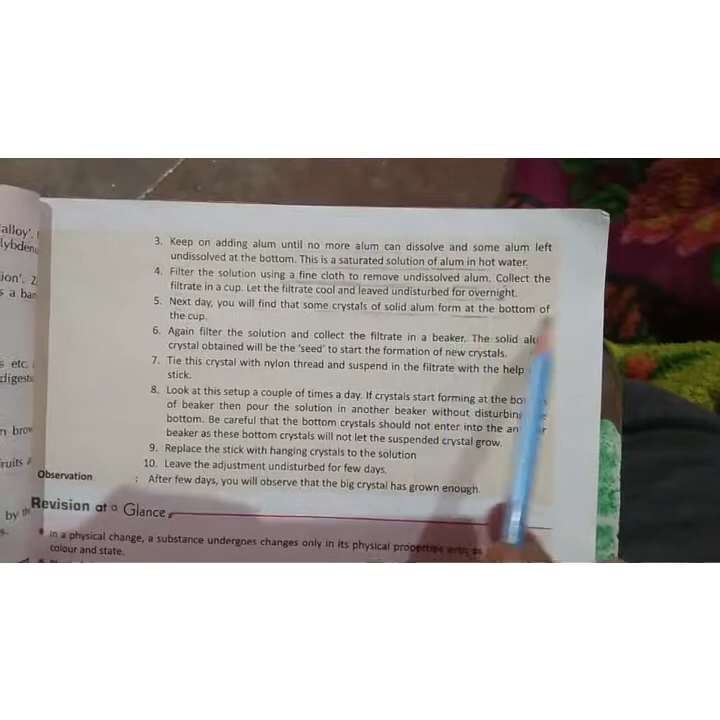 alloy'.
3. Keep on adding alum until no more alum can dissolve and some alum left
undissolved at the bottom. This is a saturated solution of alum in hot water.
4. Filter the solution using a fine cloth to remove undissolved alum. Collect the
filtrate in a cup. Let the filtrate cool and leaved undisturbed for overnight.
5. Next day, you will find that some crystals of solid alum form at the bottom of
the cup.
6. Again filter the solution and collect the filtrate in a beaker. The solid
crystal obtained will be the 'seed' to start the formation of new crystals.
7. Tie this crystal with nylon thread and suspend in the filtrate with the help
stick.
8. Look at this setup a couple of times a day. If crystals start forming at the
of beaker then pour the solution in another beaker without
bottom. Be careful that the bottom crystals should not enter into the
beaker as these bottom crystals will not let the suspended crystal grow.
9. Replace the stick with hanging crystals to the solution
10. Leave the adjustment undisturbed for few days.
Observation : After few days, you will observe that the big crystal has grown enough.
Revision at a Glance
In a physical change, a substance undergoes changes only in its physical properties
colour and state.
etc.
by